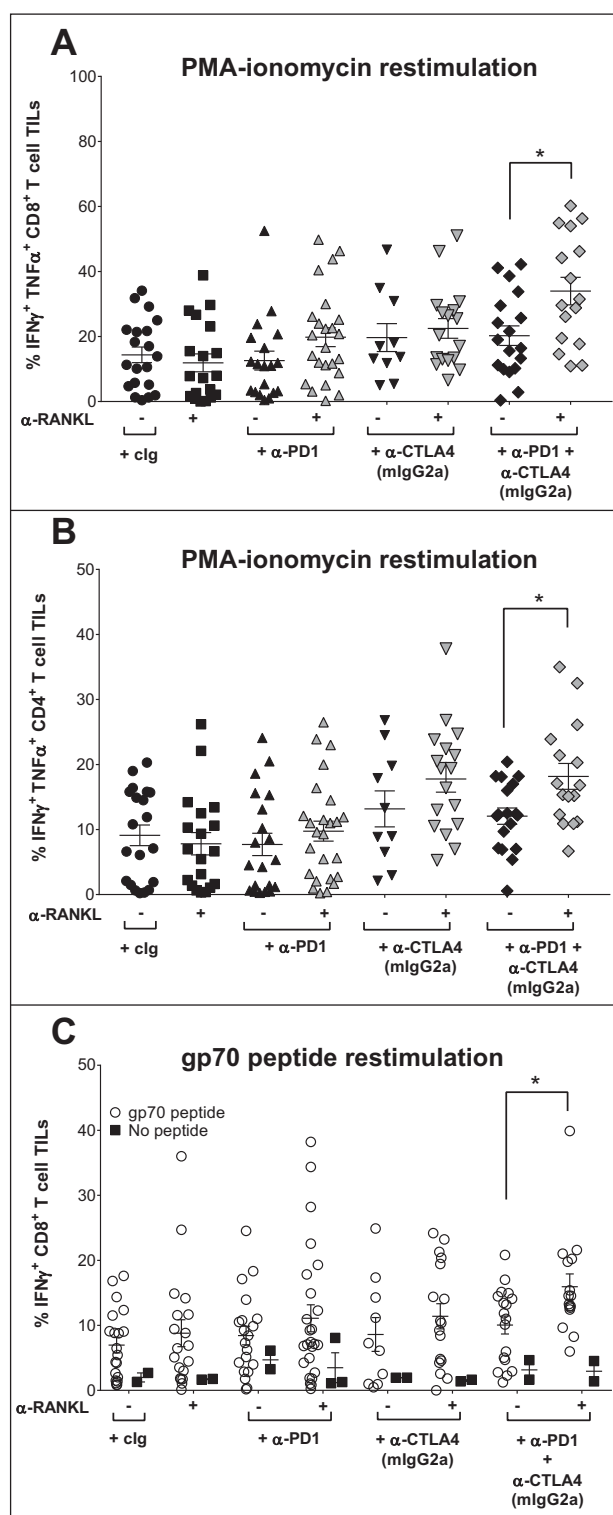 A
PMA-ionomycin restimulation
% IFNγ+ TNFα+ CD8+ T cell TILs
100
80
60
40
20
0
*
α-RANKL - + - + - + - +
+ cIg + α-PD1 + α-CTLA4 + α-PD1 +
(mIgG2a) α-CTLA4
(mIgG2a)
B
PMA-ionomycin restimulation
% IFNγ+ TNFα+ CD4+ T cell TILs
50
40
30
20
10
0
*
α-RANKL - + - + - + - +
+ cIg + α-PD1 + α-CTLA4 + α-PD1 +
(mIgG2a) α-CTLA4
(mIgG2a)
C
gp70 peptide restimulation
% IFNγ+ CD8+ T cell TILs
50
40
30
20
10
0
gp70 peptide
No peptide
*
α-RANKL - + - + - + - +
+ cIg + α-PD1 + α-CTLA4 + α-PD1
(mIgG2a) +
α-CTLA4
(mIgG2a)